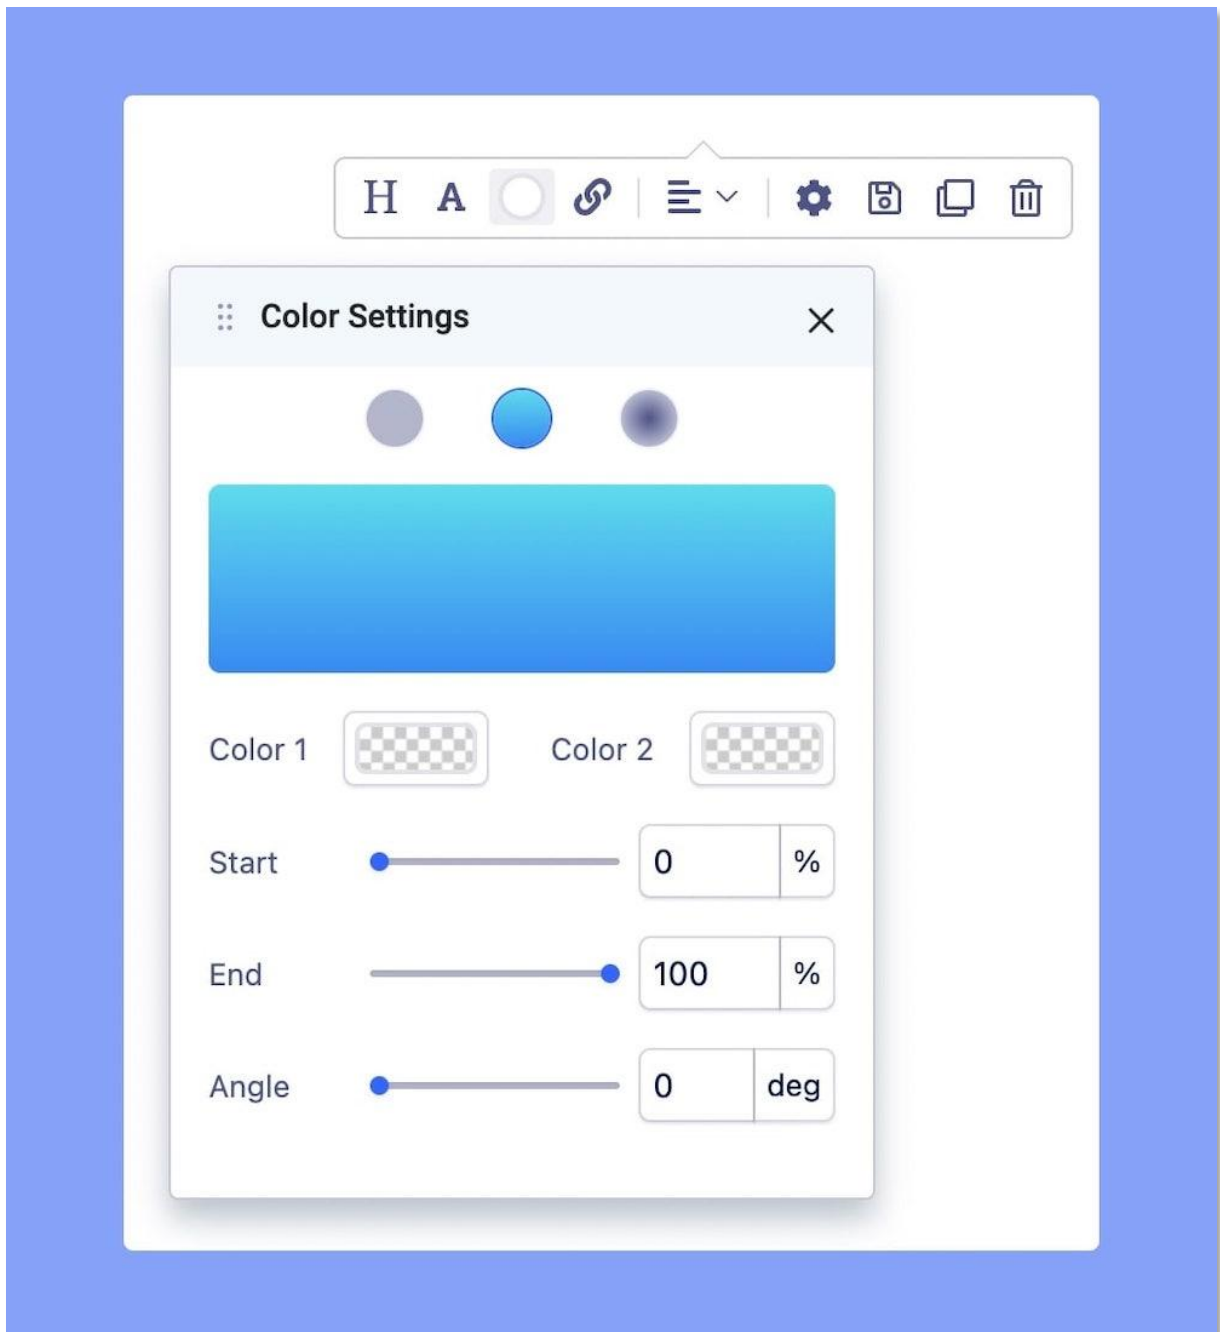 H A
Color Settings
Color 1 Color 2
Start 0 %
End 100 %
Angle 0 deg